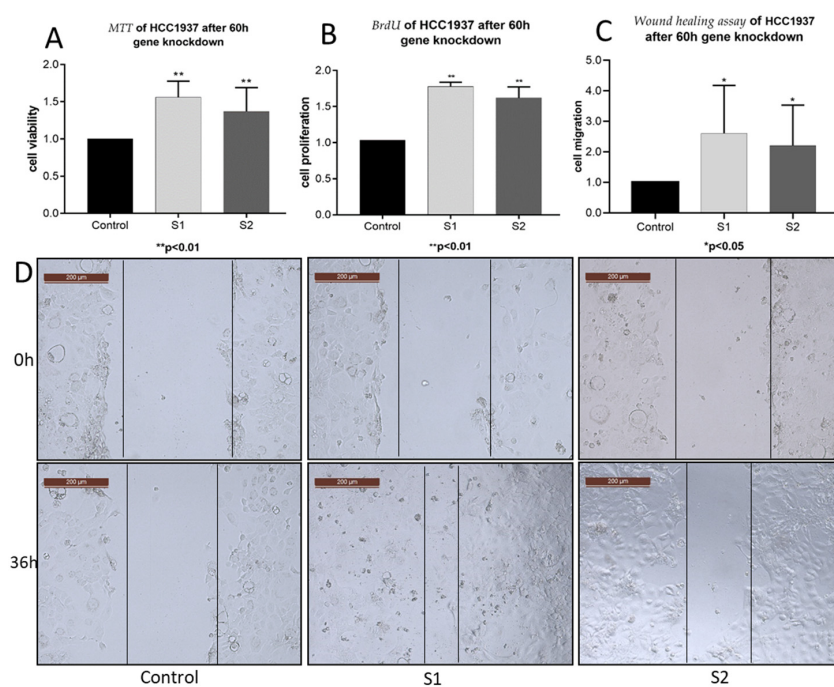 A
MTT of HCC1937 after 60h
gene knockdown
cell viability
2.0
1.5
1.0
0.5
0.0
**
**
Control
S1
S2
**p<0.01
B
BrdU of HCC1937 after 60h
gene knockdown
cell proliferation
2.0
1.5
1.0
0.5
0.0
**
**
Control
S1
S2
**p<0.01
C
Wound healing assay of HCC1937
after 60h gene knockdown
cell migration
5.0
4.0
3.0
2.0
1.0
0.0
*
*
Control
S1
S2
*p<0.05
D
200 µm
200 µm
200 µm
0h
200 µm
200 µm
200 µm
36h
Control
S1
S2